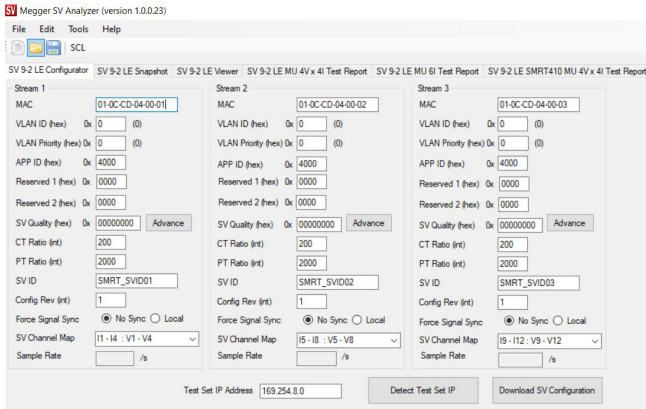 SV Megger SV Analyzer (version 1.0.0.23)
File Edit Tools Help
SCL
SV 9-2 LE Configurator SV 9-2 LE Snapshot SV 9-2 LE Viewer SV 9-2 LE MU 4V x 4I Test Report SV 9-2 LE MU 6I Test Report SV 9-2 LE SMRT410 MU 4V x 4I Test Report
Stream 1
MAC 01-0C-CD-04-00-01
VLAN ID (hex) 0x 0 (0)
VLAN Priority (hex) 0x 0 (0)
APP ID (hex) 0x 4000
Reserved 1 (hex) 0x 0000
Reserved 2 (hex) 0x 0000
SV Quality (hex) 0x 00000000 Advance
CT Ratio (int) 200
PT Ratio (int) 2000
SV ID SMRT_SVID01
Config Rev (int) 1
Force Signal Sync No Sync Local
SV Channel Map I1 - I4 : V1 - V4
Sample Rate /s
Stream 2
MAC 01-0C-CD-04-00-02
VLAN ID (hex) 0x 0 (0)
VLAN Priority (hex) 0x 0 (0)
APP ID (hex) 0x 4000
Reserved 1 (hex) 0x 0000
Reserved 2 (hex) 0x 0000
SV Quality (hex) 0x 00000000 Advance
CT Ratio (int) 200
PT Ratio (int) 2000
SV ID SMRT_SVID02
Config Rev (int) 1
Force Signal Sync No Sync Local
SV Channel Map I5 - I8 : V5 - V8
Sample Rate /s
Stream 3
MAC 01-0C-CD-04-00-03
VLAN ID (hex) 0x 0 (0)
VLAN Priority (hex) 0x 0 (0)
APP ID (hex) 0x 4000
Reserved 1 (hex) 0x 0000
Reserved 2 (hex) 0x 0000
SV Quality (hex) 0x 00000000 Advance
CT Ratio (int) 200
PT Ratio (int) 2000
SV ID SMRT_SVID03
Config Rev (int) 1
Force Signal Sync No Sync Local
SV Channel Map I9 - I12 : V9 - V12
Sample Rate /s
Test Set IP Address 169.254.8.0 Detect Test Set IP Download SV Configuration